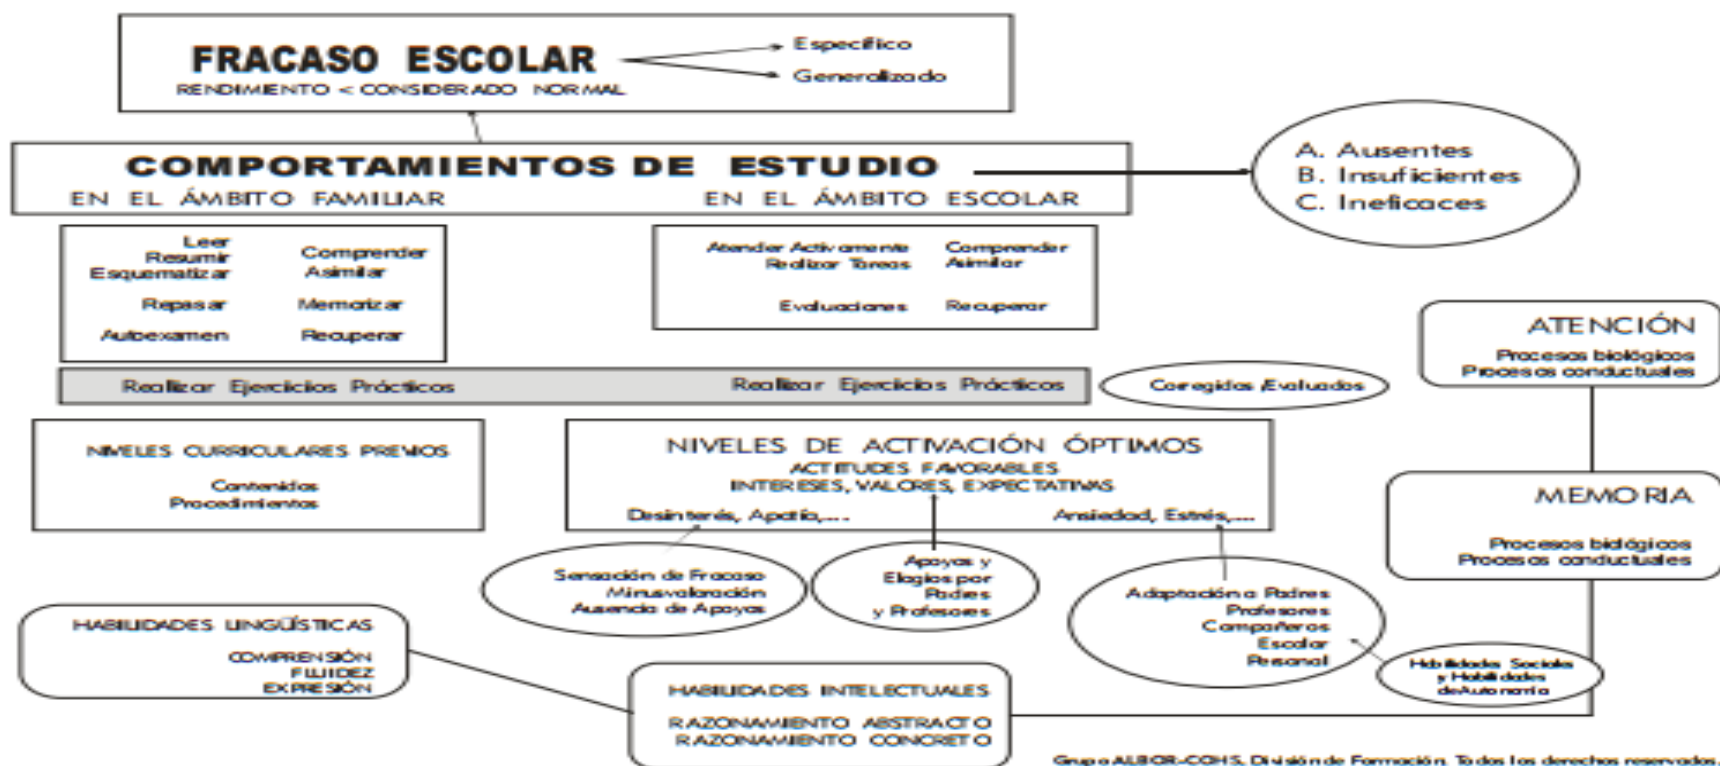 FRACASO ESCOLAR
Específico
Generalizado
RENDIMIENTO < CONSIDERADO NORMAL
COMPORTAMIENTOS DE ESTUDIO
EN EL ÁMBITO FAMILIAR
EN EL ÁMBITO ESCOLAR
A. Ausentes
B. Insuficientes
C. Ineficaces
Leer
Resumir
Esquematizar
Comprender
Asimilar
Repasar
Memorizar
Autoexamen
Recuperar
Atender Activamente
Realizar Tareas
Comprender
Asimilar
Evaluaciones
Recuperar
Realizar Ejercicios Prácticos
Realizar Ejercicios Prácticos
Corregidos /Evaluados
ATENCIÓN
Procesos biológicos
Procesos conductuales
NIVELES CURRICULARES PREVIOS
Contenidos
Procedimientos
NIVELES DE ACTIVACIÓN ÓPTIMOS
ACTITUDES FAVORABLES
INTERESES, VALORES, EXPECTATIVAS
Desinterés, Apatía,...
Ansiedad, Estrés,...
MEMORIA
Procesos biológicos
Procesos conductuales
Sensación de Fracaso
Minusvaloración
Ausencia de Apoyos
Apoyos y
Elogios por
Padres
y Profesores
Adaptación a Padres
Profesores
Compañeros
Escolar
Personal
Habilidades Sociales
y Habilidades
de Autonomía
HABILIDADES LINGÜÍSTICAS
COMPRENSIÓN
FLUIDEZ
EXPRESIÓN
HABILIDADES INTELECTUALES
RAZONAMIENTO ABSTRACTO
RAZONAMIENTO CONCRETO
Grupo ALBOR-COHS. División de Formación. Todos los derechos reservados.